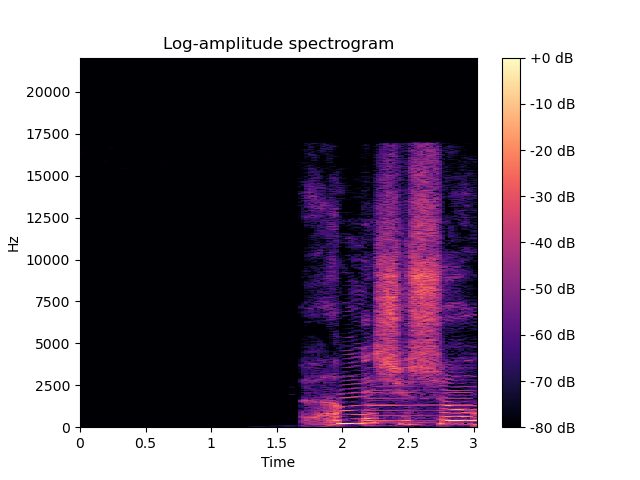 Log-amplitude spectrogram
Hz
20000
17500
15000
12500
10000
7500
5000
2500
0
0 0.5 1 1.5 2 2.5 3
Time
+0 dB
-10 dB
-20 dB
-30 dB
-40 dB
-50 dB
-60 dB
-70 dB
-80 dB